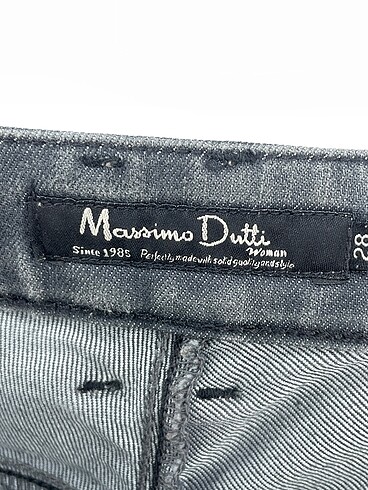 Massimo Dutti
Woman
Since 1985 Perfectly made with solid quality and style
28